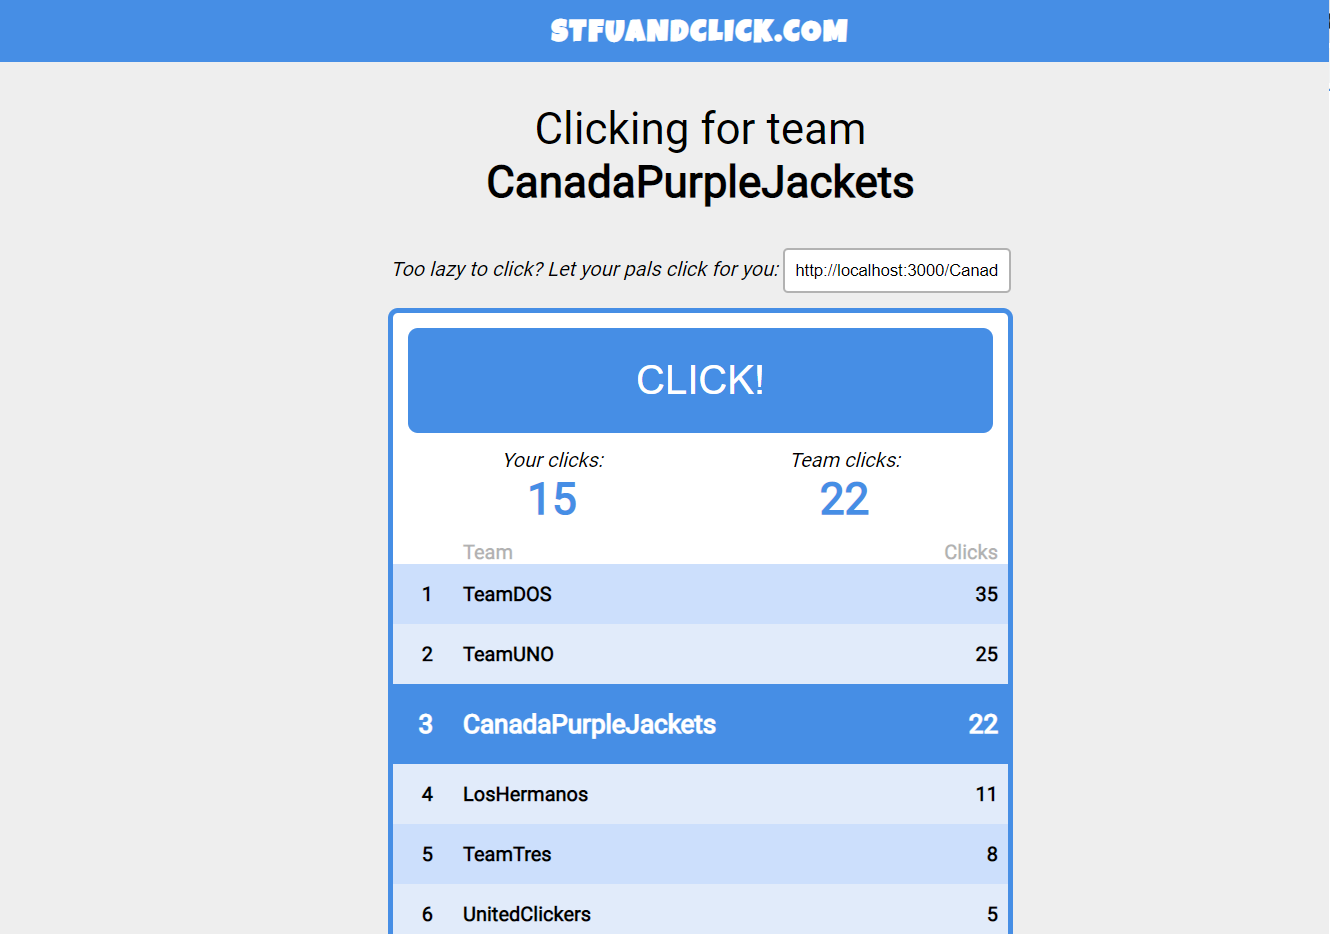 STFUANDCLICK.COM
Clicking for team
CanadaPurpleJackets
Too lazy to click? Let your pals click for you: http://localhost:3000/Canad
CLICK!
Your clicks: Team clicks:
15 22
Team Clicks
1 TeamDOS 35
2 TeamUNO 25
3 CanadaPurpleJackets 22
4 LosHermanos 11
5 TeamTres 8
6 UnitedClickers 5